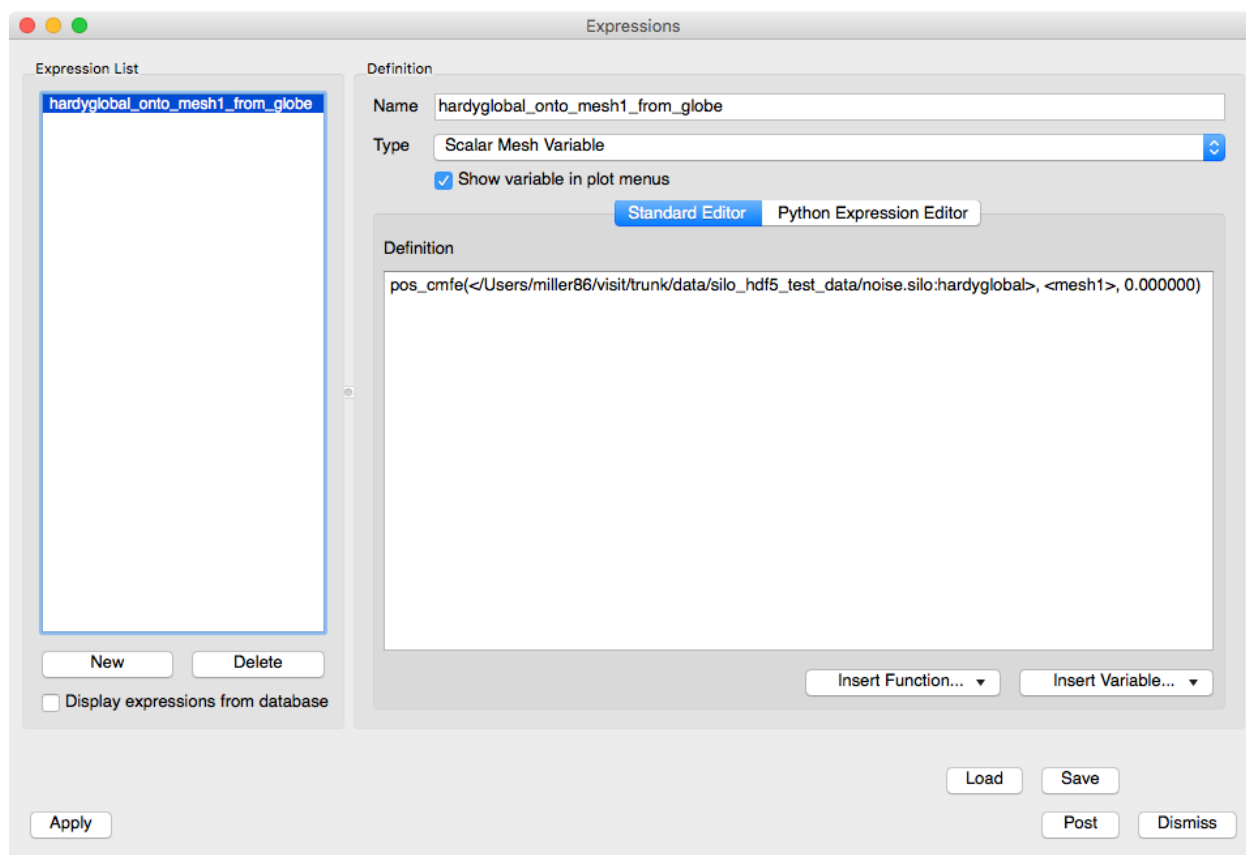 Expressions
Expression List
hardyglobal_onto_mesh1_from_globe
New
Delete
Display expressions from database
Definition
Name
hardyglobal_onto_mesh1_from_globe
Type
Scalar Mesh Variable
Show variable in plot menus
Standard Editor
Python Expression Editor
Definition
pos_cmfe(</Users/miller86/visit/trunk/data/silo_hdf5_test_data/noise.silo:hardyglobal>, <mesh1>, 0.000000)
Insert Function...
Insert Variable...
Load
Save
Apply
Post
Dismiss